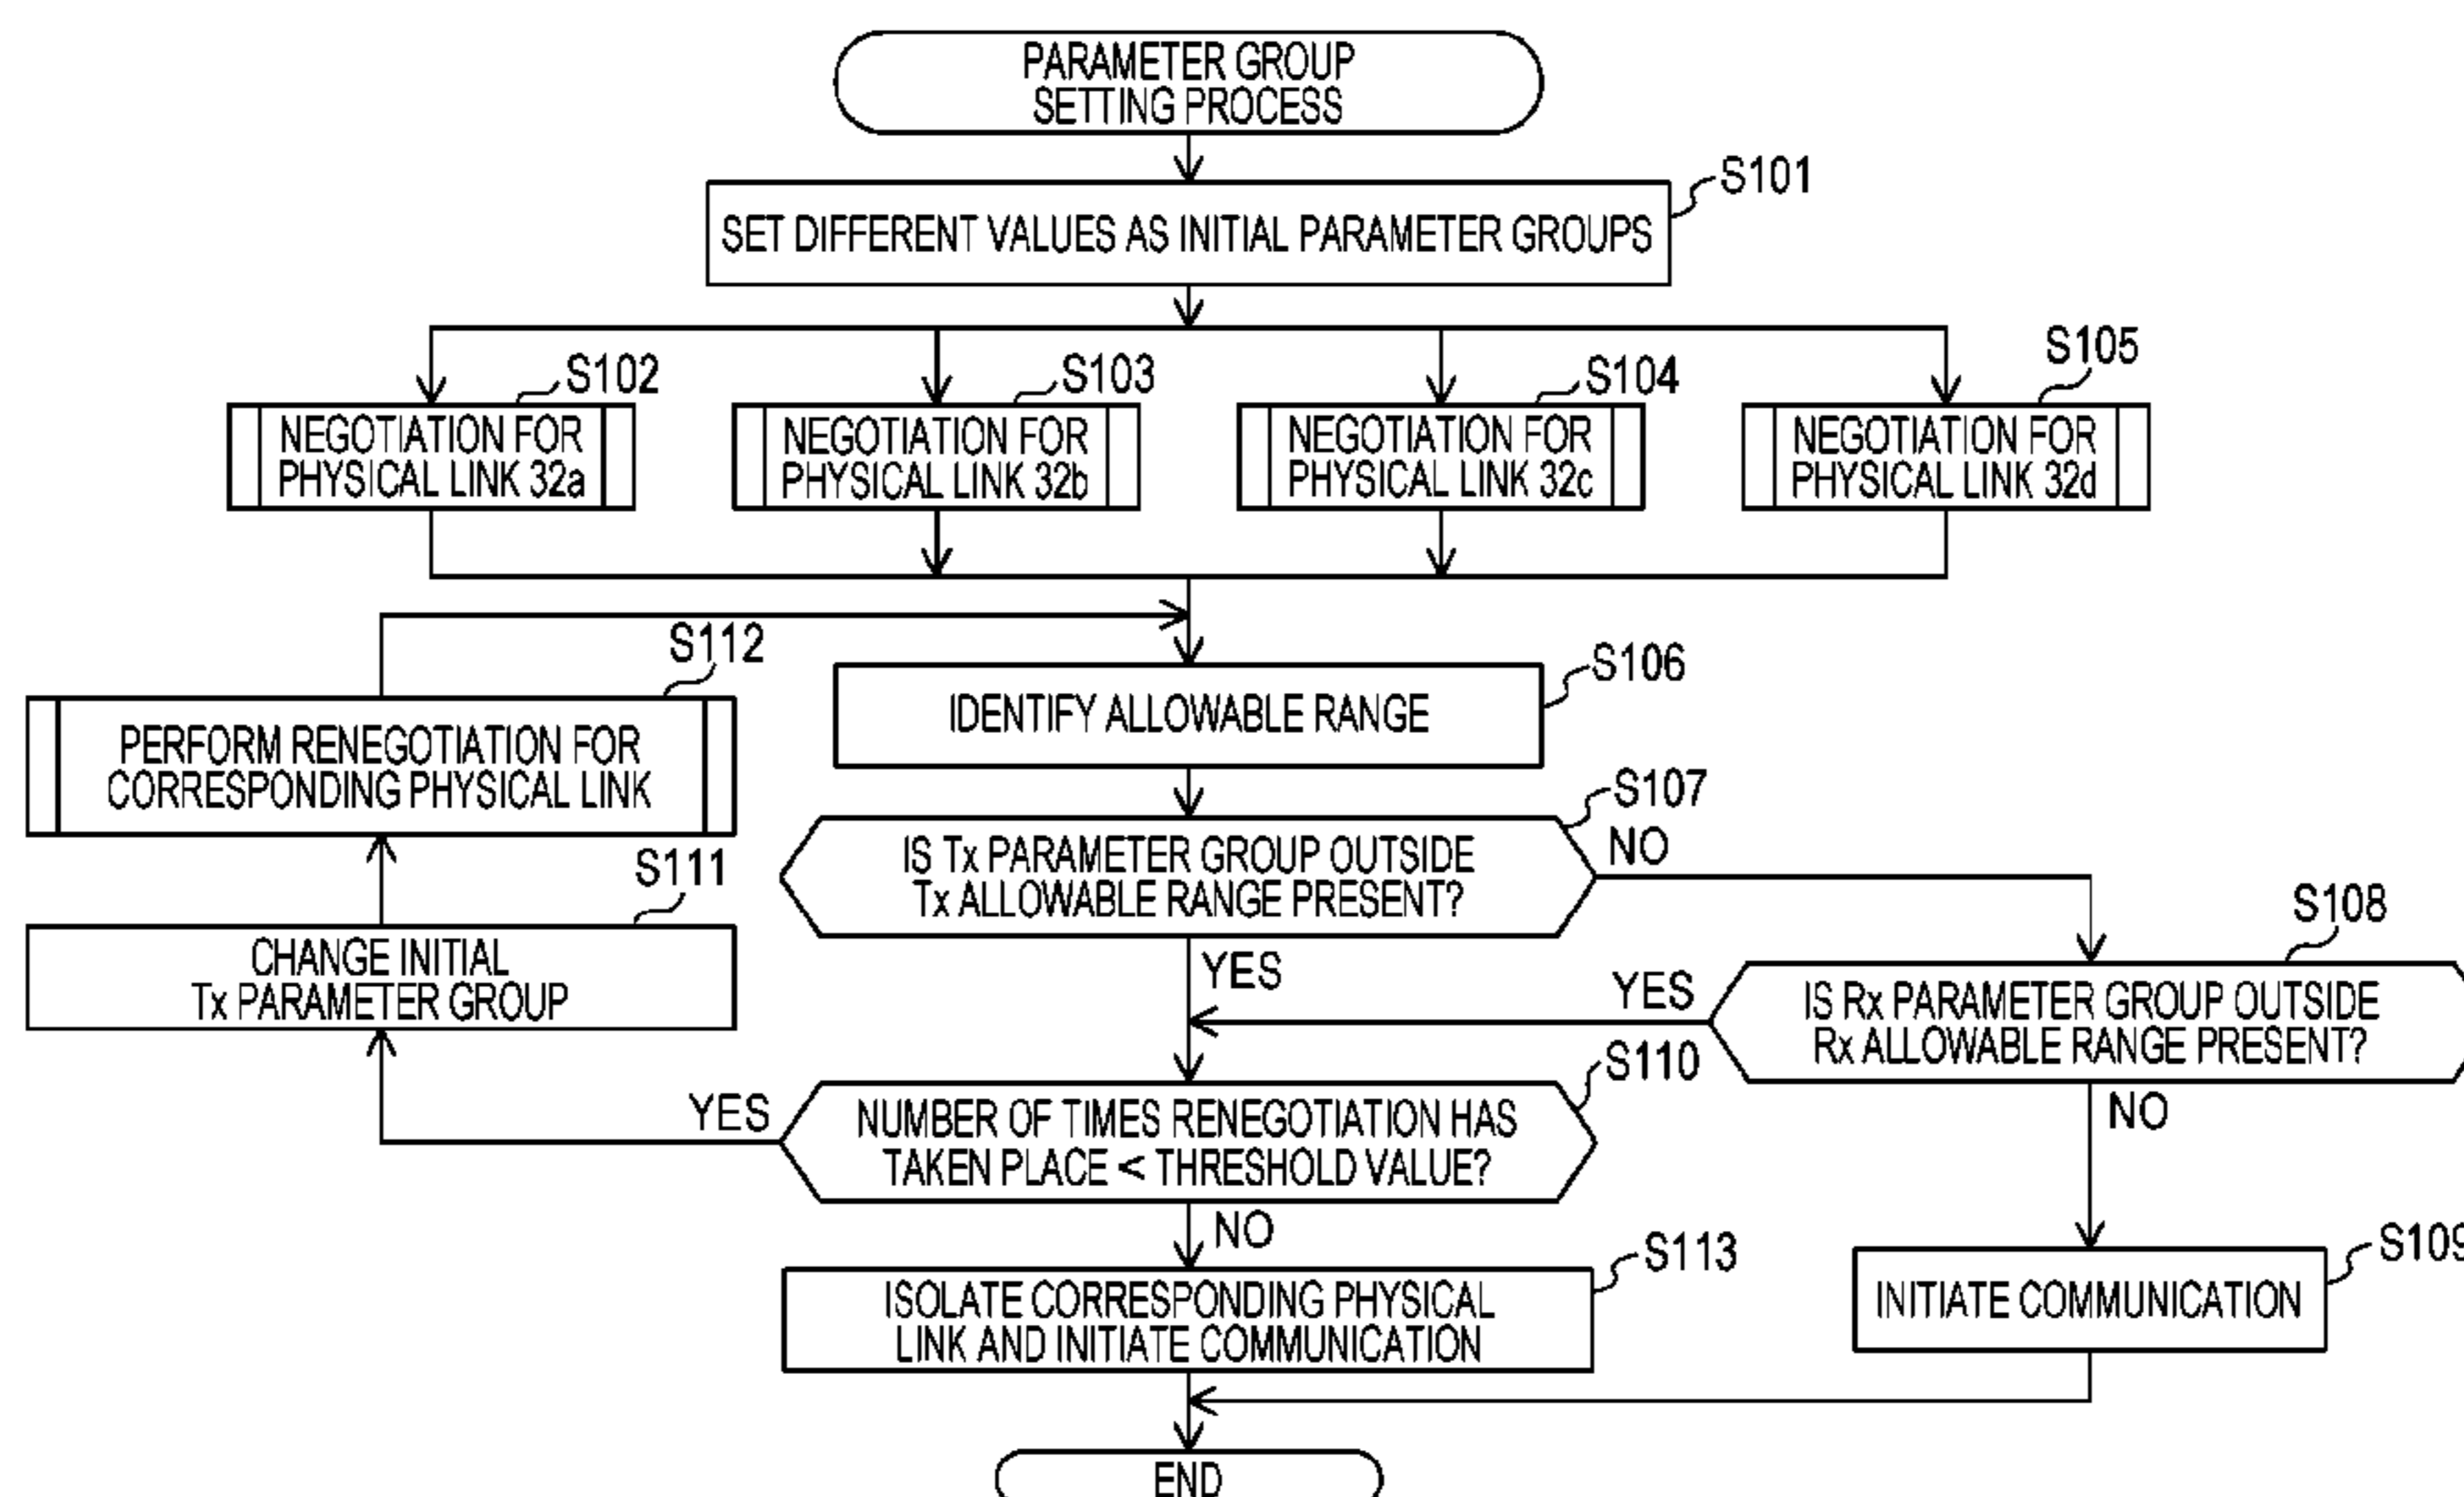 PARAMETER GROUP
SETTING PROCESS
S101
SET DIFFERENT VALUES AS INITIAL PARAMETER GROUPS
S102
S103
S104
S105
NEGOTIATION FOR
PHYSICAL LINK 32a
NEGOTIATION FOR
PHYSICAL LINK 32b
NEGOTIATION FOR
PHYSICAL LINK 32c
NEGOTIATION FOR
PHYSICAL LINK 32d
S112
PERFORM RENEGOTIATION FOR
CORRESPONDING PHYSICAL LINK
S106
IDENTIFY ALLOWABLE RANGE
S107
IS Tx PARAMETER GROUP OUTSIDE
Tx ALLOWABLE RANGE PRESENT?
NO
YES
S111
CHANGE INITIAL
Tx PARAMETER GROUP
S108
IS Rx PARAMETER GROUP OUTSIDE
Rx ALLOWABLE RANGE PRESENT?
YES
NO
S110
NUMBER OF TIMES RENEGOTIATION HAS
TAKEN PLACE < THRESHOLD VALUE?
YES
NO
S113
ISOLATE CORRESPONDING PHYSICAL
LINK AND INITIATE COMMUNICATION
S109
INITIATE COMMUNICATION
END